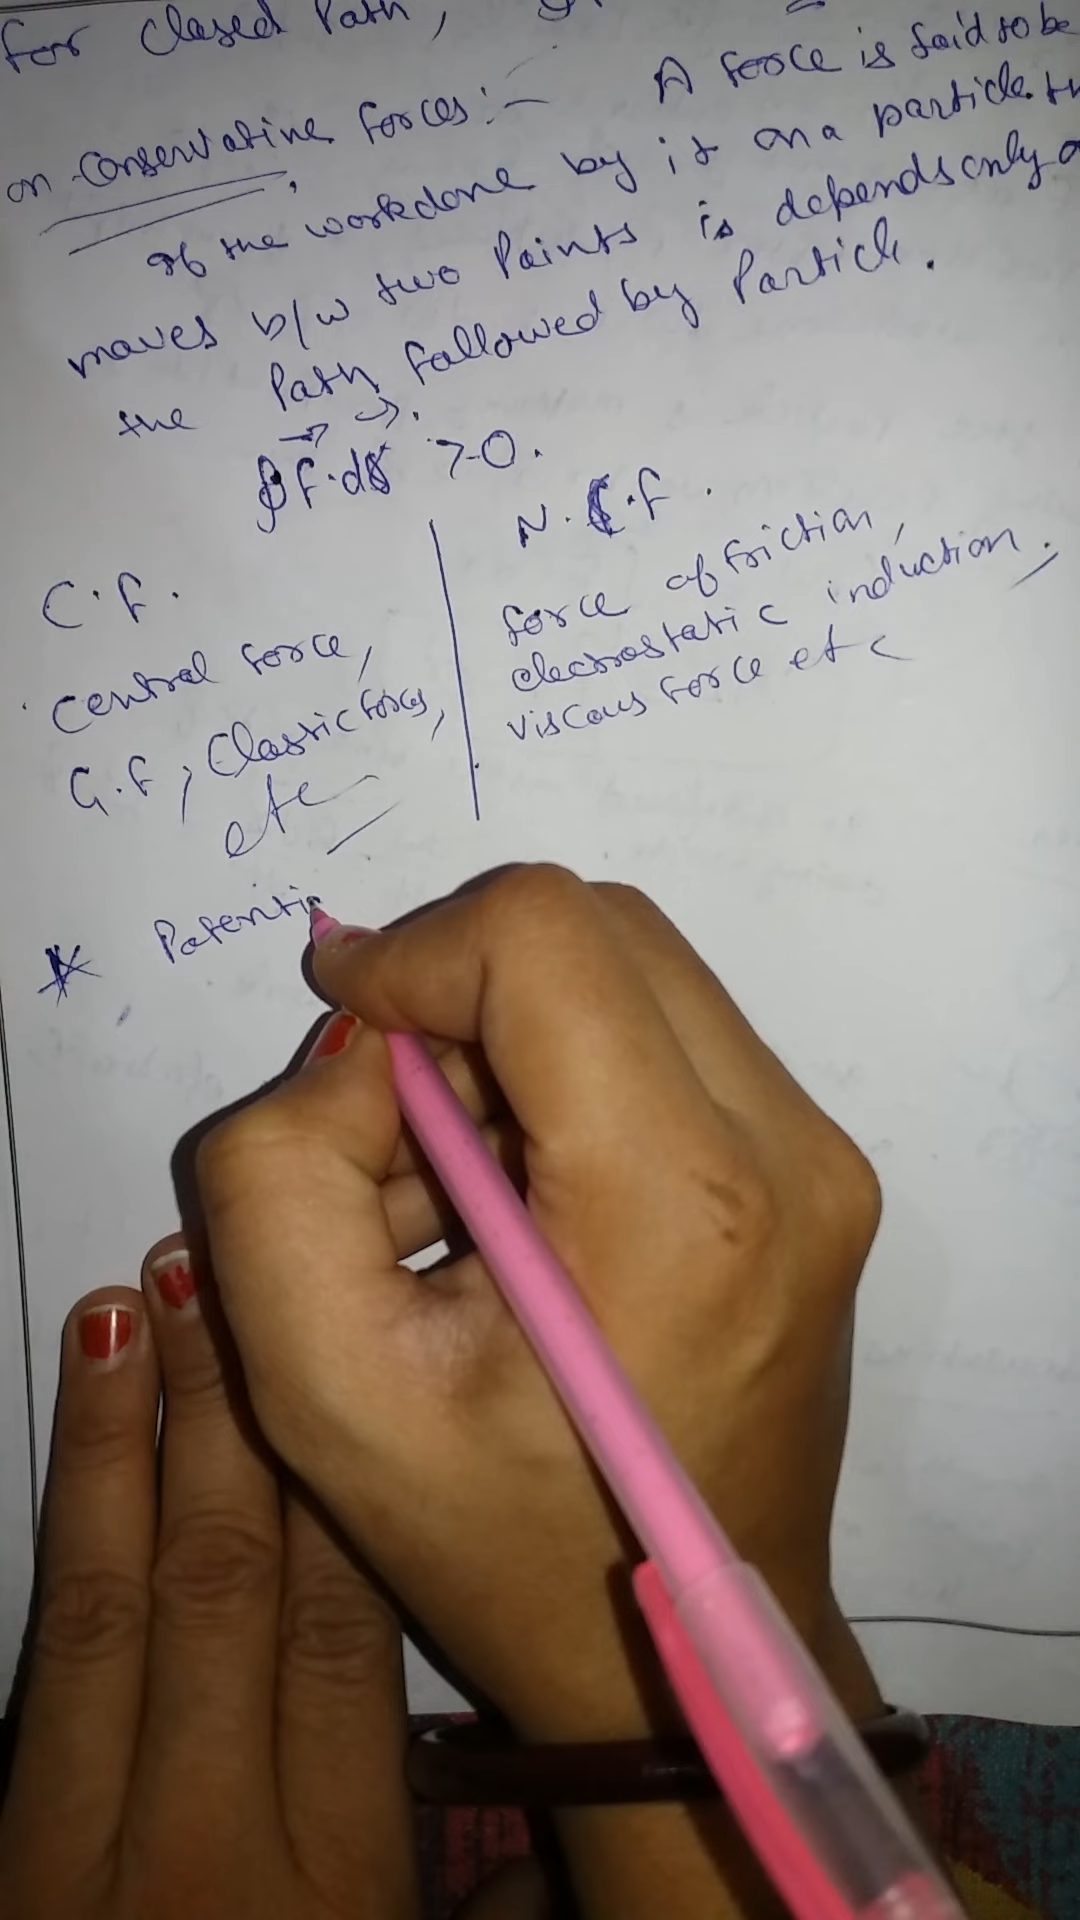 For Closed Path,
on-Conservative forces:- A force is said to be
if the workdone by it on a particle th
moves b/w two Points is depends only o
the Path followed by Particle.
∮F⃗.ds⃗ >0.
C.F.
Central force,
G.F, Elastic forces,
etc
N.C.F.
force of friction,
electrostatic induction,
viscous force etc
* Potenti